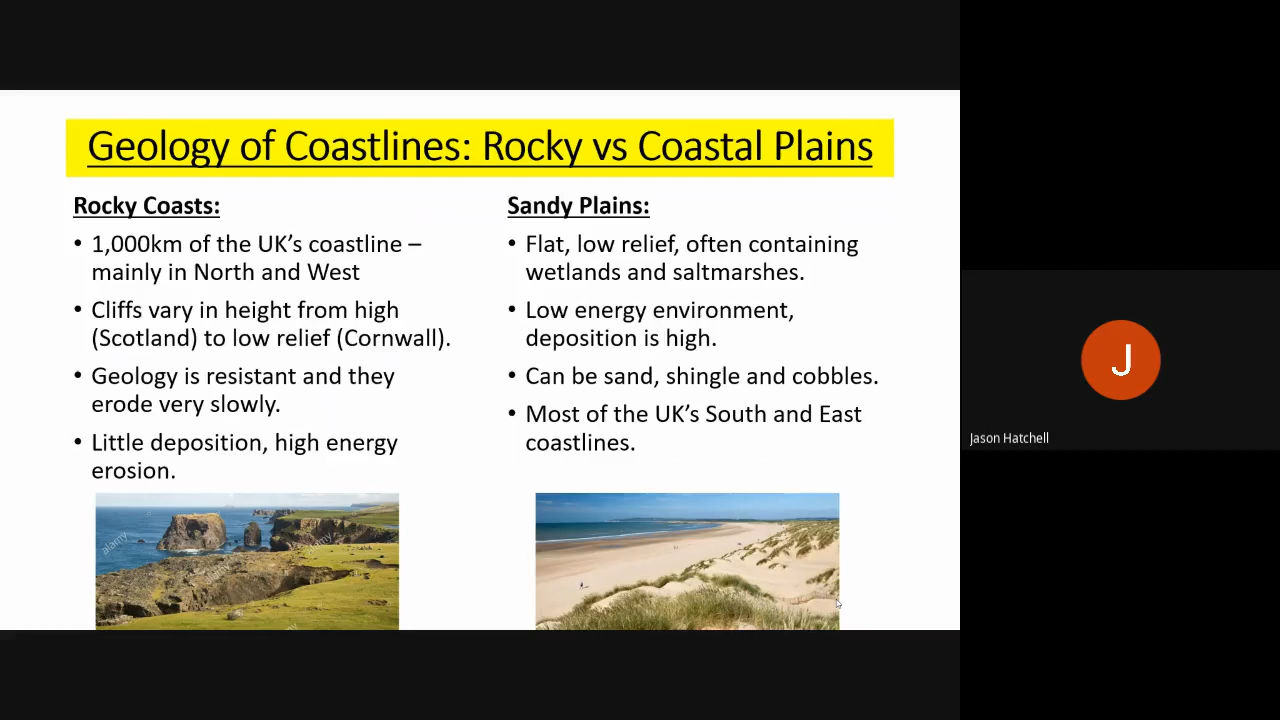 Geology of Coastlines: Rocky vs Coastal Plains
Rocky Coasts:
• 1,000km of the UK’s coastline –
mainly in North and West
• Cliffs vary in height from high
(Scotland) to low relief (Cornwall).
• Geology is resistant and they
erode very slowly.
• Little deposition, high energy
erosion.
Sandy Plains:
• Flat, low relief, often containing
wetlands and saltmarshes.
• Low energy environment,
deposition is high.
• Can be sand, shingle and cobbles.
• Most of the UK’s South and East
coastlines.
alamy
alamy
alamy
J
Jason Hatchell